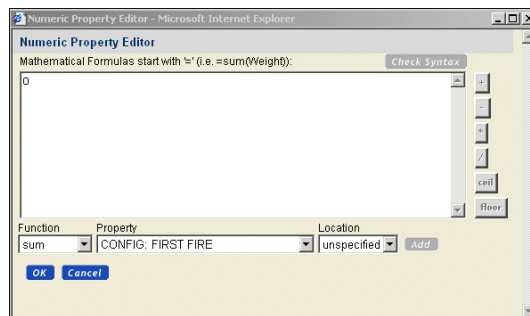 Numeric Property Editor - Microsoft Internet Explorer
Numeric Property Editor
Mathematical Formulas start with '=' (i.e. =sum(Weight)): Check Syntax
0
+
-
*
/
ceil
floor
Function Property Location
sum CONFIG: FIRST FIRE unspecified Add
OK Cancel